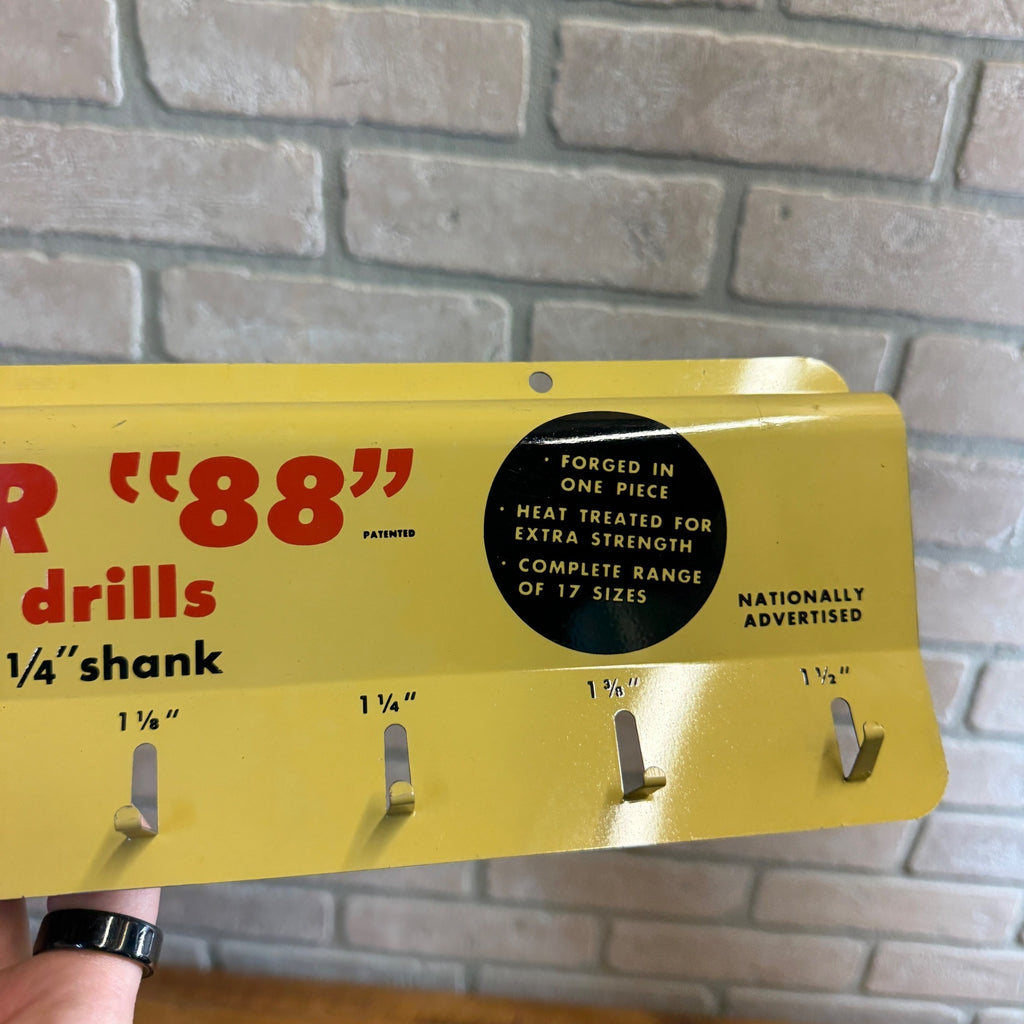 R “88”
PATENTED
drills
1/4" shank
• FORGED IN
ONE PIECE
• HEAT TREATED FOR
EXTRA STRENGTH
• COMPLETE RANGE
OF 17 SIZES
NATIONALLY
ADVERTISED
1 1/8" 1 1/4" 1 3/8" 1 1/2"